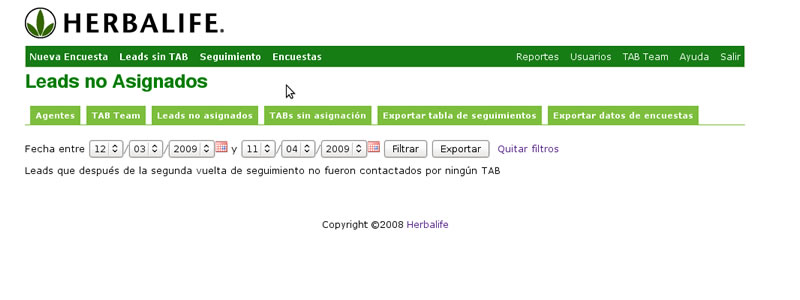 HERBALIFE.
Nueva Encuesta Leads sin TAB Seguimiento Encuestas Reportes Usuarios TAB Team Ayuda Salir
Leads no Asignados
Agentes TAB Team Leads no asignados TABs sin asignación Exportar tabla de seguimientos Exportar datos de encuestas
Fecha entre 12 / 03 / 2009 y 11 / 04 / 2009 Filtrar Exportar Quitar filtros
Leads que después de la segunda vuelta de seguimiento no fueron contactados por ningún TAB
Copyright ©2008 Herbalife